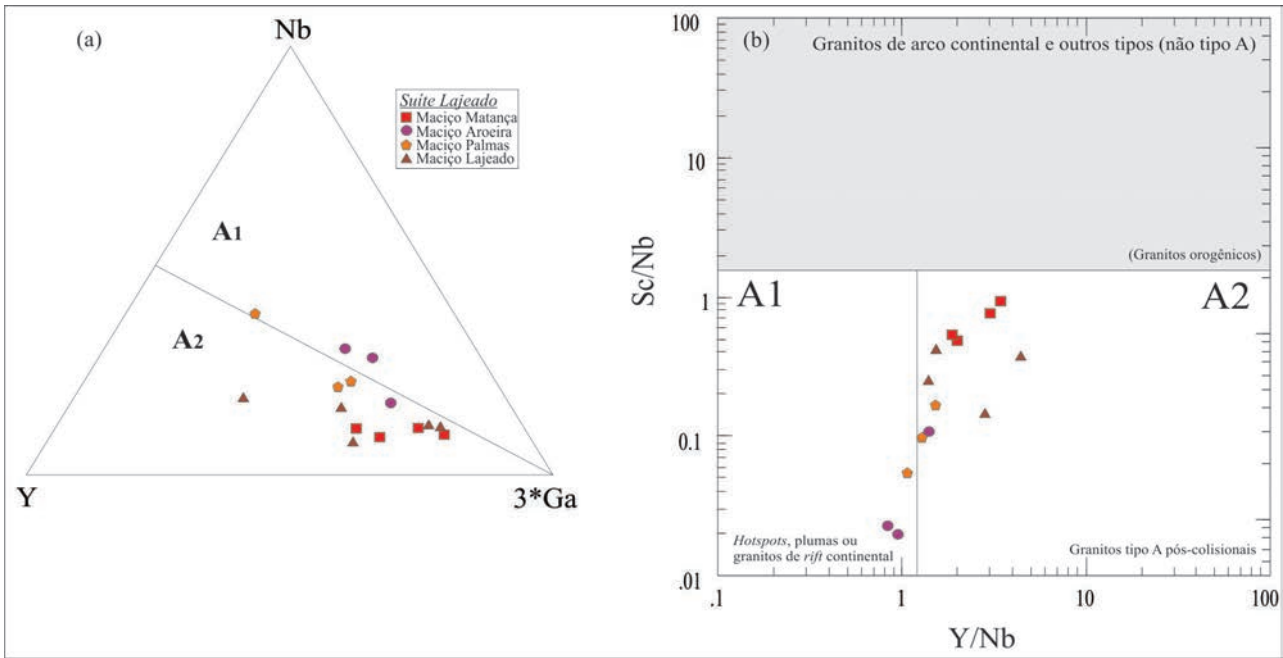 (a)
Nb
Suíte Lajeado
Maciço Matança
Maciço Aroeira
Maciço Palmas
Maciço Lajeado
A1
A2
Y
3*Ga
(b)
Granitos de arco continental e outros tipos (não tipo A)
(Granitos orogênicos)
A1
A2
Hotspots, plumas ou
granitos de rift continental
Granitos tipo A pós-colisionais
100
10
1
0.1
.01
Sc/Nb
.1
1
10
100
Y/Nb